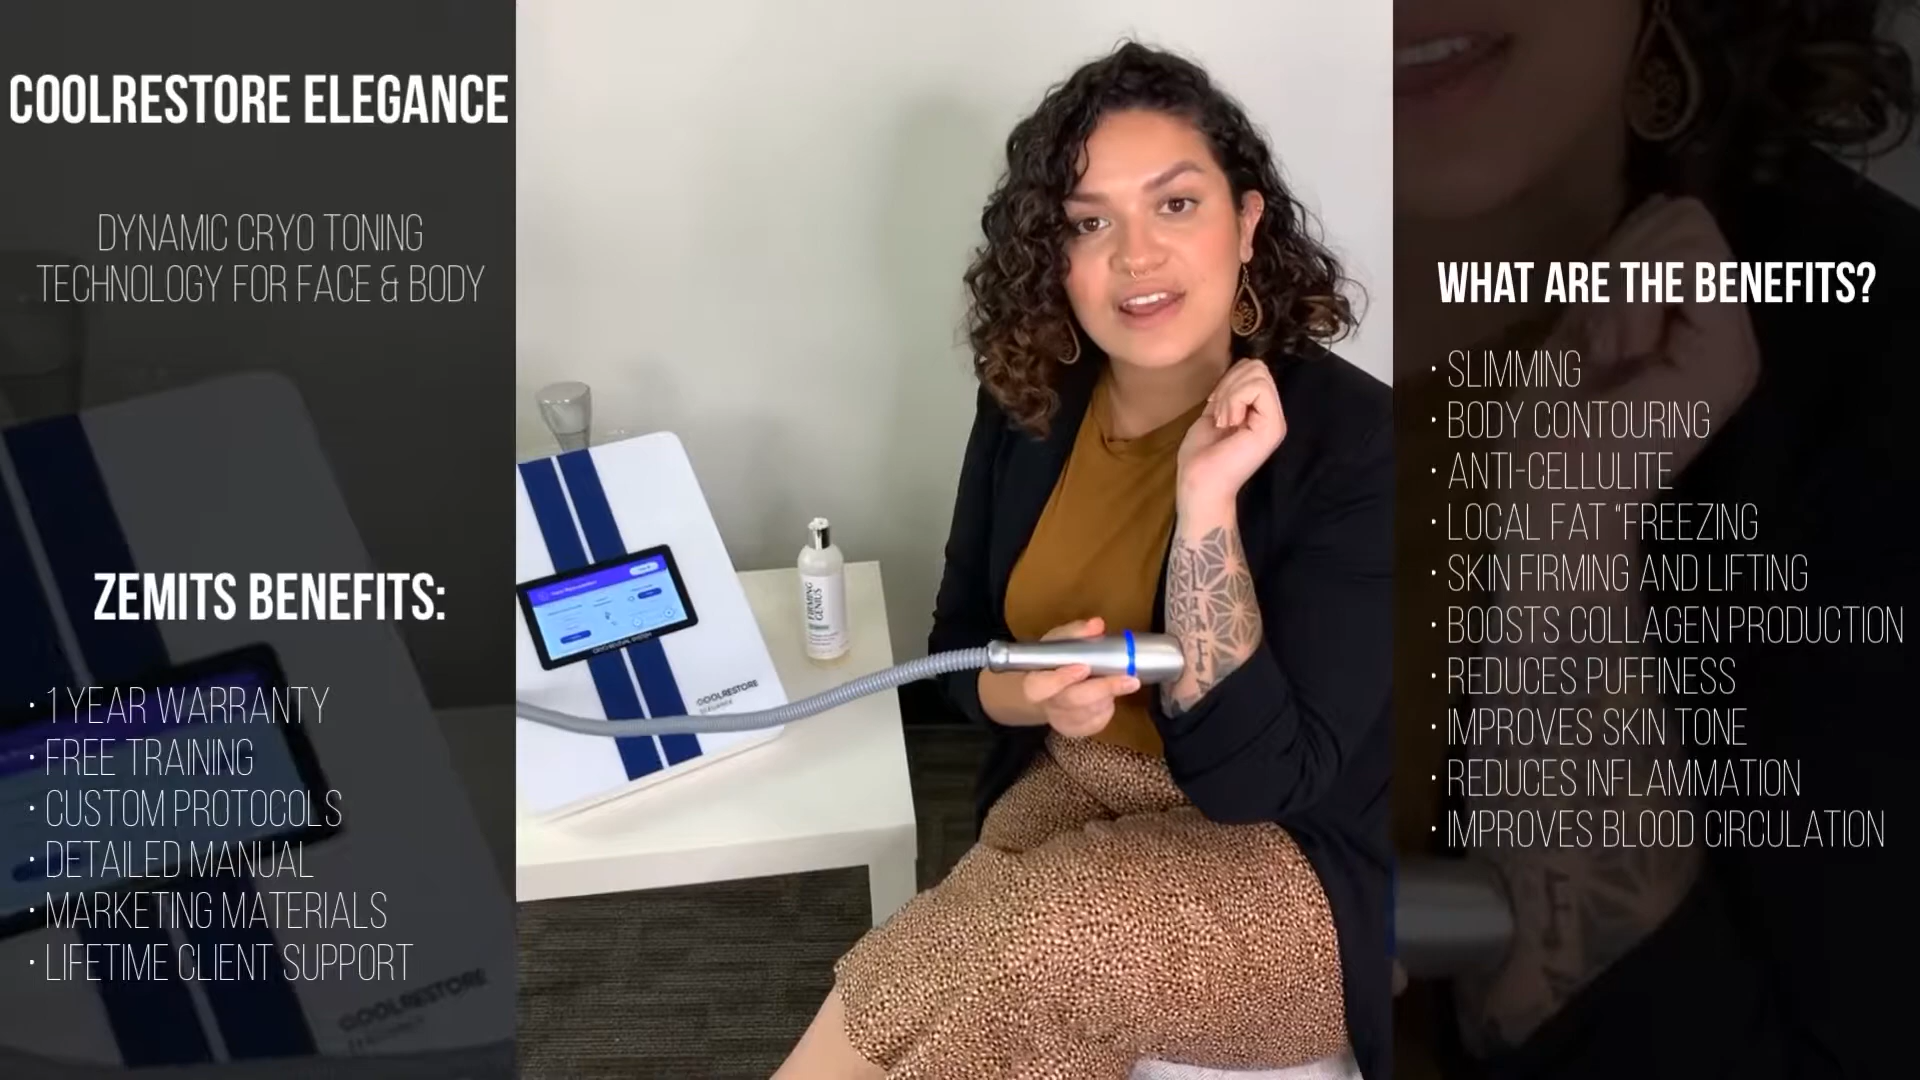 COOLRESTORE ELEGANCE
DYNAMIC CRYO TONING
TECHNOLOGY FOR FACE & BODY
ZEMITS BENEFITS:
· 1 YEAR WARRANTY
· FREE TRAINING
· CUSTOM PROTOCOLS
· DETAILED MANUAL
· MARKETING MATERIALS
· LIFETIME CLIENT SUPPORT
FIRMING
GENIUS
COOLRESTORE
ELEGANCE
WHAT ARE THE BENEFITS?
· SLIMMING
· BODY CONTOURING
· ANTI-CELLULITE
· LOCAL FAT “FREEZING
· SKIN FIRMING AND LIFTING
· BOOSTS COLLAGEN PRODUCTION
· REDUCES PUFFINESS
· IMPROVES SKIN TONE
· REDUCES INFLAMMATION
· IMPROVES BLOOD CIRCULATION